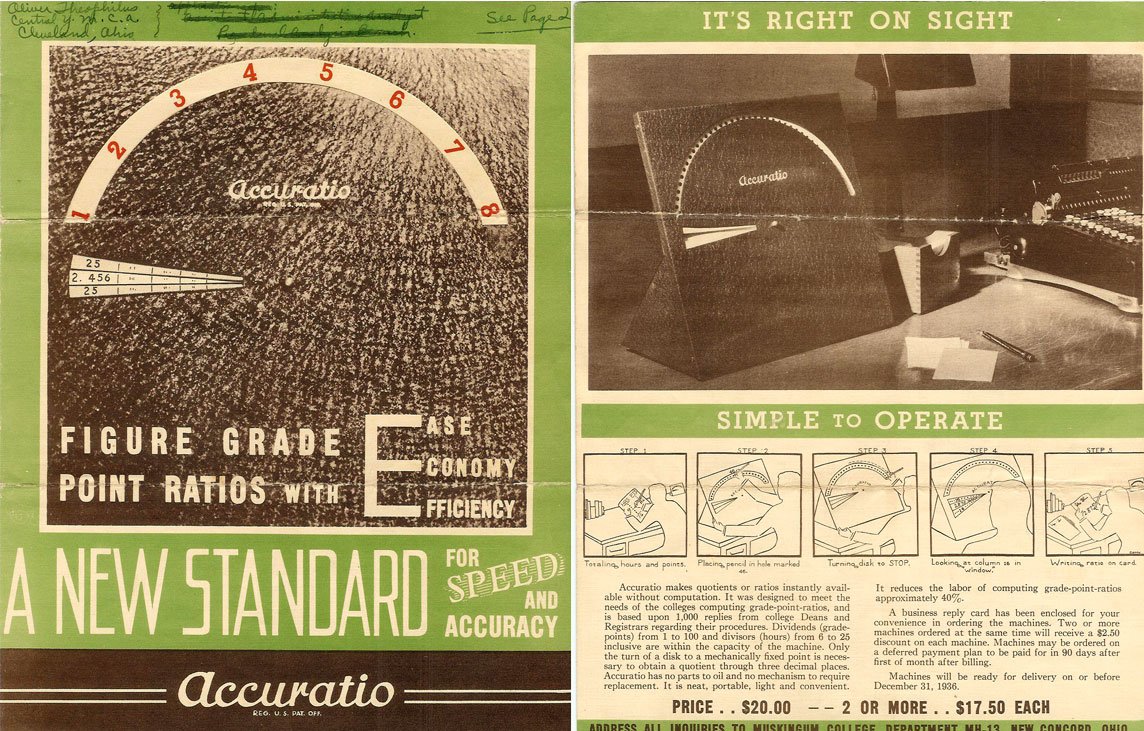 Oliver Theophilus
Central Y.M.C.A
Cleveland, Ohio
See Page 2
1 2 3 4 5 6 7 8
Accuratio
REG. U.S. PAT. OFF.
25
2. 456
25
FIGURE GRADE
POINT RATIOS WITH
EASE
ECONOMY
EFFICIENCY
A NEW STANDARD
FOR
SPEED
AND
ACCURACY
Accuratio
REG. U.S. PAT. OFF.
IT'S RIGHT ON SIGHT
Accuratio
SIMPLE TO OPERATE
STEP 1
STEP 2
STEP 3
STEP 4
STEP 5
Totaling hours and points.
Placing pencil in hole marked
Turning disk to STOP.
Looking at column in
"window."
Writing ratio on card.
Accuratio makes quotients or ratios instantly avail-
able without computation. It was designed to meet the
needs of the colleges computing grade-point-ratios, and
is based upon 1,000 replies from college Deans and
Registrars regarding their procedures. Dividends (grade-
points) from 1 to 100 and divisors (hours) from 6 to 25
inclusive are within the capacity of the machine. Only
the turn of a disk to a mechanically fixed point is neces-
sary to obtain a quotient through three decimal places.
Accuratio has no parts to oil and no mechanism to require
replacement. It is neat, portable, light and convenient.
It reduces the labor of computing grade-point-ratios
approximately 40%.
A business reply card has been enclosed for your
convenience in ordering the machines. Two or more
machines ordered at the same time will receive a $2.50
discount on each machine. Machines may be ordered on
a deferred payment plan to be paid for in 90 days after
first of month after billing.
Machines will be ready for delivery on or before
December 31, 1936.
PRICE . . $20.00 — — 2 OR MORE . . $17.50 EACH
ADDRESS ALL INQUIRIES TO MUSKINGUM COLLEGE, DEPARTMENT MH-13, NEW CONCORD, OHIO